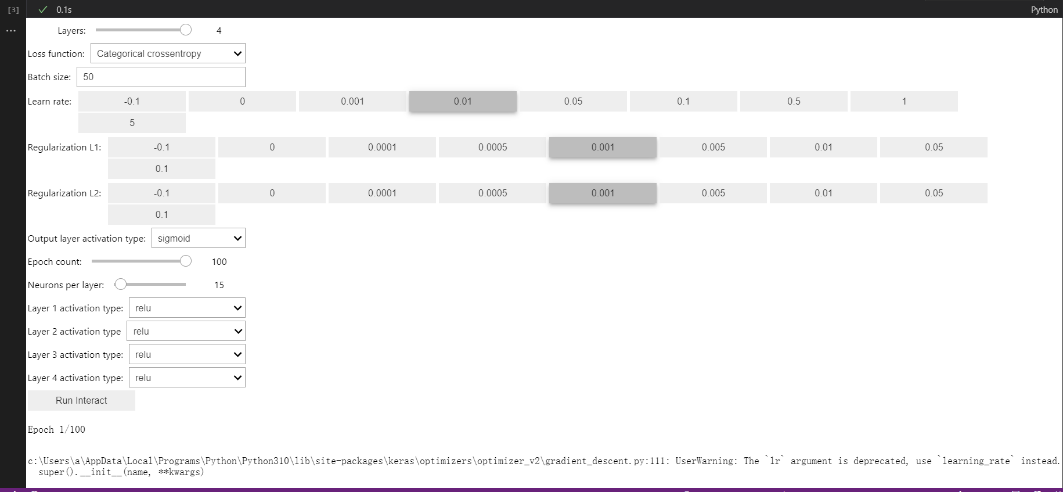 [3] ✓ 0.1s Python
Layers: 4
Loss function: Categorical crossentropy
Batch size: 50
Learn rate: -0.1 0 0.001 0.01 0.05 0.1 0.5 1
5
Regularization L1: -0.1 0 0.0001 0.0005 0.001 0.005 0.01 0.05
0.1
Regularization L2: -0.1 0 0.0001 0.0005 0.001 0.005 0.01 0.05
0.1
Output layer activation type: sigmoid
Epoch count: 100
Neurons per layer: 15
Layer 1 activation type: relu
Layer 2 activation type relu
Layer 3 activation type: relu
Layer 4 activation type: relu
Run Interact
Epoch 1/100
c:\Users\a\AppData\Local\Programs\Python\Python310\lib\site-packages\keras\optimizers\optimizer_v2\gradient_descent.py:111: UserWarning: The `lr` argument is deprecated, use `learning_rate` instead.
super().__init__(name, **kwargs)